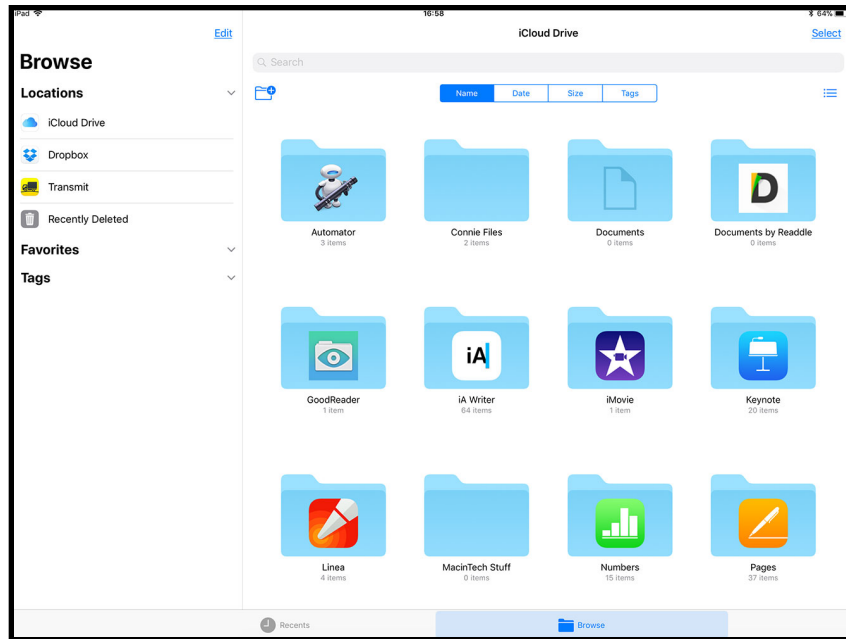 iPad 16:58 64%
Edit
Browse
Locations
iCloud Drive
Dropbox
Transmit
Recently Deleted
Favorites
Tags
iCloud Drive
Select
Search
Name Date Size Tags
Automator
3 items
Connie Files
2 items
Documents
0 items
D
Documents by Readdle
0 items
GoodReader
1 item
iA
iA Writer
64 items
iMovie
1 item
Keynote
20 items
Linea
4 items
MacinTech Stuff
0 items
Numbers
15 items
Pages
37 items
Recents
Browse